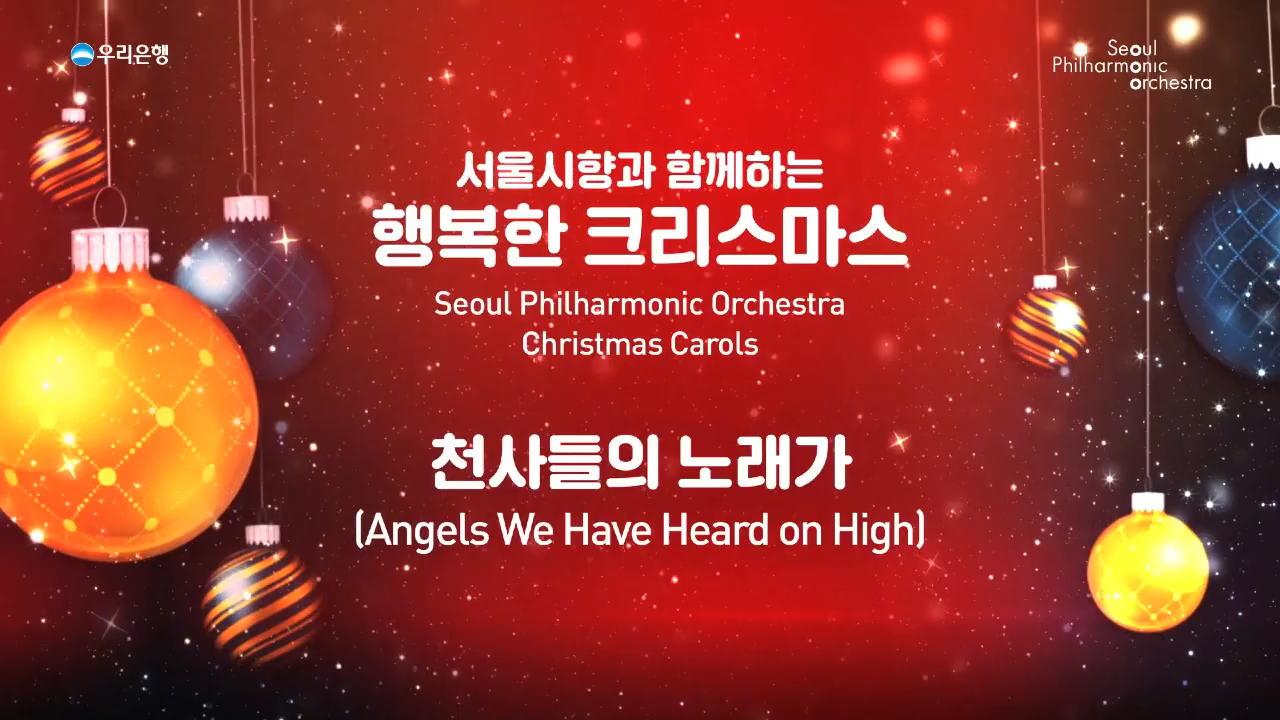 우리은행
Seoul
Philharmonic
Orchestra
서울시향과 함께하는
행복한 크리스마스
Seoul Philharmonic Orchestra
Christmas Carols
천사들의 노래가
(Angels We Have Heard on High)